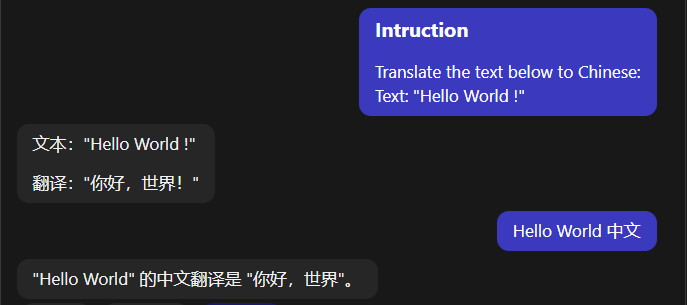 Intruction
Translate the text below to Chinese:
Text: "Hello World !"
文本："Hello World !"
翻译："你好，世界！"
Hello World 中文
"Hello World" 的中文翻译是 "你好，世界"。